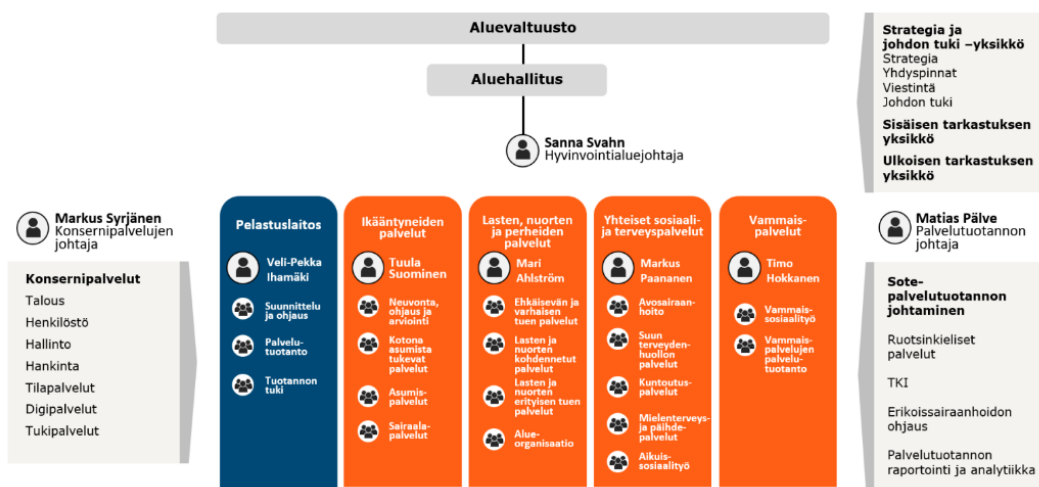 Aluevaltuusto
Aluehallitus
Sanna Svahn
Hyvinvointialuejohtaja
Strategia ja
johdon tuki –yksikkö
Strategia
Yhdyspinnat
Viestintä
Johdon tuki
Sisäisen tarkastuksen
yksikkö
Ulkoisen tarkastuksen
yksikkö
Markus Syrjänen
Konsernipalvelujen
johtaja
Konsernipalvelut
Talous
Henkilöstö
Hallinto
Hankinta
Tilapalvelut
Digipalvelut
Tukipalvelut
Pelastuslaitos
Veli-Pekka
Ihamäki
Suunnittelu
ja ohjaus
Palvelu-
tuotanto
Tuotannon
tuki
Ikääntyneiden
palvelut
Tuula
Suominen
Neuvonta,
ohjaus ja
arviointi
Kotona
asumista
tukevat
palvelut
Asumis-
palvelut
Sairaala-
palvelut
Lasten, nuorten
ja perheiden
palvelut
Mari
Ahlström
Ehkäisevän ja
varhaisen
tuen palvelut
Lasten ja
nuorten
kohdennetut
palvelut
Lasten ja
nuorten
erityisen tuen
palvelut
Alue-
organisaatio
Yhteiset sosiaali-
ja terveyspalvelut
Markus
Paananen
Avosairaan-
hoito
Suun
terveyden-
huollon
palvelut
Kuntoutus-
palvelut
Mielenterveys-
ja päihde-
palvelut
Aikuis-
sosiaalityö
Vammais-
palvelut
Timo
Hokkanen
Vammais-
sosiaalityö
Vammais-
palvelujen
palvelu-
tuotanto
Matias Pälve
Palvelutuotannon
johtaja
Sote-
palvelutuotannon
johtaminen
Ruotsinkieliset
palvelut
TKI
Erikoissairaanhoidon
ohjaus
Palvelutuotannon
raportointi ja analytiikka